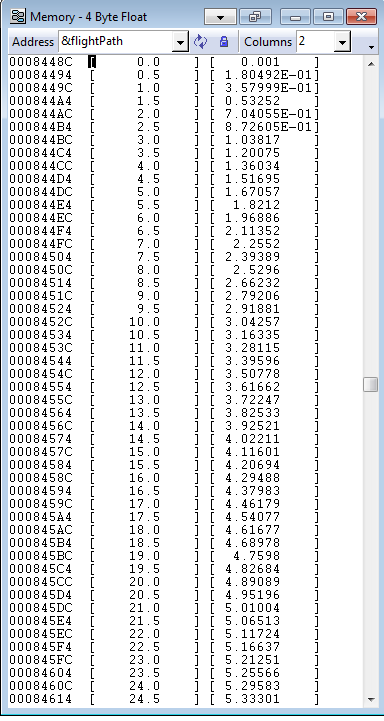 Memory - 4 Byte Float
Address &flightPath Columns 2
0008448C [ 0.0 ] [ 0.001 ]
00084494 [ 0.5 ] [ 1.80492E-01]
0008449C [ 1.0 ] [ 3.57999E-01]
000844A4 [ 1.5 ] [ 0.53252 ]
000844AC [ 2.0 ] [ 7.04055E-01]
000844B4 [ 2.5 ] [ 8.72605E-01]
000844BC [ 3.0 ] [ 1.03817 ]
000844C4 [ 3.5 ] [ 1.20075 ]
000844CC [ 4.0 ] [ 1.36034 ]
000844D4 [ 4.5 ] [ 1.51695 ]
000844DC [ 5.0 ] [ 1.67057 ]
000844E4 [ 5.5 ] [ 1.8212 ]
000844EC [ 6.0 ] [ 1.96886 ]
000844F4 [ 6.5 ] [ 2.11352 ]
000844FC [ 7.0 ] [ 2.2552 ]
00084504 [ 7.5 ] [ 2.39389 ]
0008450C [ 8.0 ] [ 2.5296 ]
00084514 [ 8.5 ] [ 2.66232 ]
0008451C [ 9.0 ] [ 2.79206 ]
00084524 [ 9.5 ] [ 2.91881 ]
0008452C [ 10.0 ] [ 3.04257 ]
00084534 [ 10.5 ] [ 3.16335 ]
0008453C [ 11.0 ] [ 3.28115 ]
00084544 [ 11.5 ] [ 3.39596 ]
0008454C [ 12.0 ] [ 3.50778 ]
00084554 [ 12.5 ] [ 3.61662 ]
0008455C [ 13.0 ] [ 3.72247 ]
00084564 [ 13.5 ] [ 3.82533 ]
0008456C [ 14.0 ] [ 3.92521 ]
00084574 [ 14.5 ] [ 4.02211 ]
0008457C [ 15.0 ] [ 4.11601 ]
00084584 [ 15.5 ] [ 4.20694 ]
0008458C [ 16.0 ] [ 4.29488 ]
00084594 [ 16.5 ] [ 4.37983 ]
0008459C [ 17.0 ] [ 4.46179 ]
000845A4 [ 17.5 ] [ 4.54077 ]
000845AC [ 18.0 ] [ 4.61677 ]
000845B4 [ 18.5 ] [ 4.68978 ]
000845BC [ 19.0 ] [ 4.7598 ]
000845C4 [ 19.5 ] [ 4.82684 ]
000845CC [ 20.0 ] [ 4.89089 ]
000845D4 [ 20.5 ] [ 4.95196 ]
000845DC [ 21.0 ] [ 5.01004 ]
000845E4 [ 21.5 ] [ 5.06513 ]
000845EC [ 22.0 ] [ 5.11724 ]
000845F4 [ 22.5 ] [ 5.16637 ]
000845FC [ 23.0 ] [ 5.21251 ]
00084604 [ 23.5 ] [ 5.25566 ]
0008460C [ 24.0 ] [ 5.29583 ]
00084614 [ 24.5 ] [ 5.33301 ]